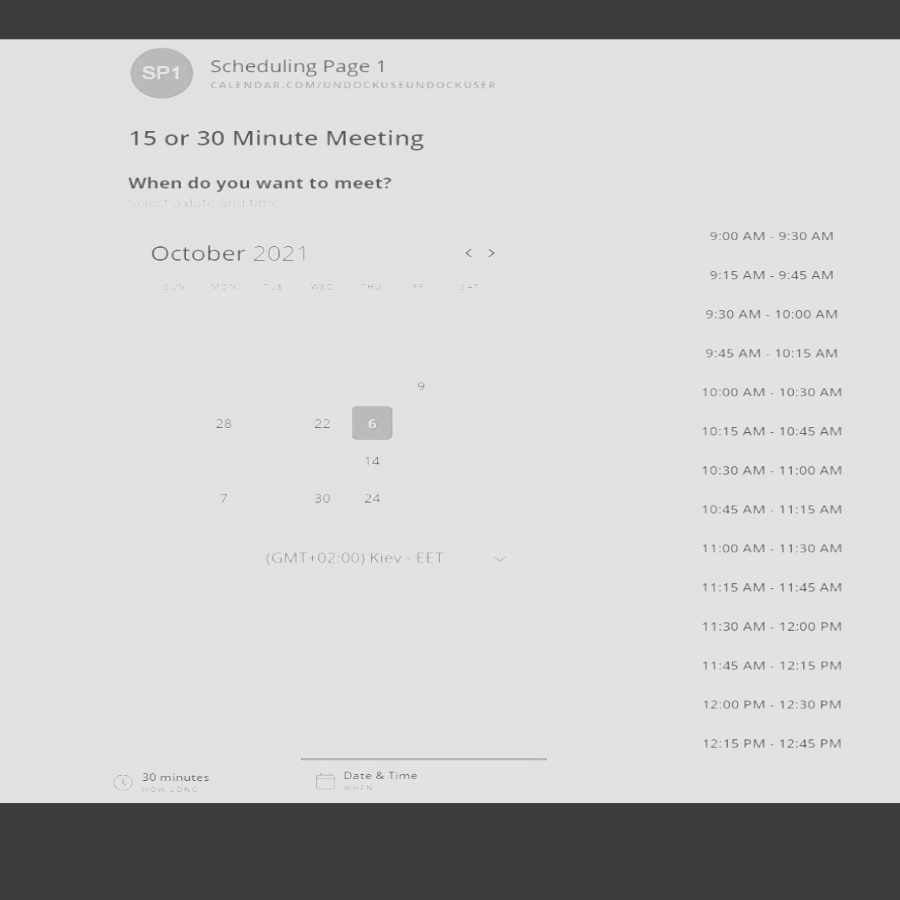 SP1
Scheduling Page 1
CALENDAR.COM/UNDOCKUSEUNDOCKUSER
15 or 30 Minute Meeting
When do you want to meet?
Select a date and time
October 2021 < >
SUN MON TUE WED THU FRI SAT
9
28 22 6
14
7 30 24
(GMT+02:00) Kiev - EET
9:00 AM - 9:30 AM
9:15 AM - 9:45 AM
9:30 AM - 10:00 AM
9:45 AM - 10:15 AM
10:00 AM - 10:30 AM
10:15 AM - 10:45 AM
10:30 AM - 11:00 AM
10:45 AM - 11:15 AM
11:00 AM - 11:30 AM
11:15 AM - 11:45 AM
11:30 AM - 12:00 PM
11:45 AM - 12:15 PM
12:00 PM - 12:30 PM
12:15 PM - 12:45 PM
30 minutes
HOW LONG
Date & Time
WHEN